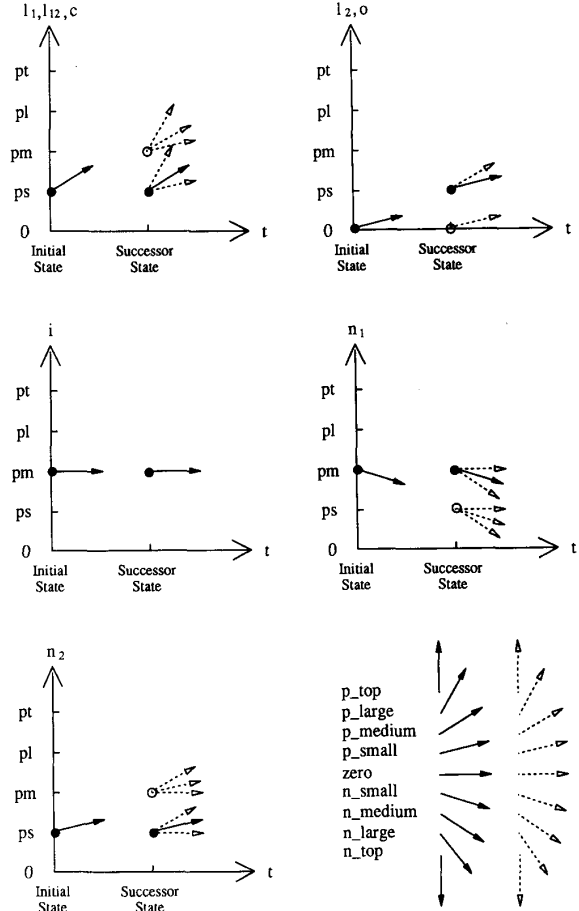 l₁,l₁₂,c
pt
pl
pm
ps
0
t
Initial
State
Successor
State
l₂,o
pt
pl
pm
ps
0
t
Initial
State
Successor
State
i
pt
pl
pm
ps
0
t
Initial
State
Successor
State
n₁
pt
pl
pm
ps
0
t
Initial
State
Successor
State
n₂
pt
pl
pm
ps
0
t
Initial
State
Successor
State
p_top
p_large
p_medium
p_small
zero
n_small
n_medium
n_large
n_top